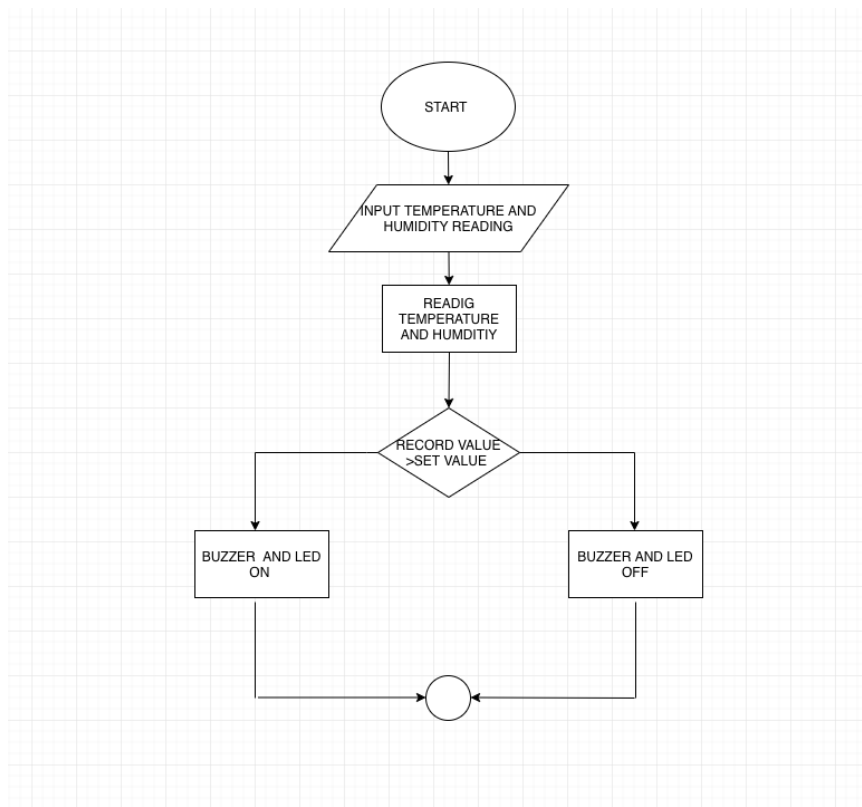 START
INPUT TEMPERATURE AND
HUMIDITY READING
READIG
TEMPERATURE
AND HUMDITIY
RECORD VALUE
>SET VALUE
BUZZER AND LED
ON
BUZZER AND LED
OFF